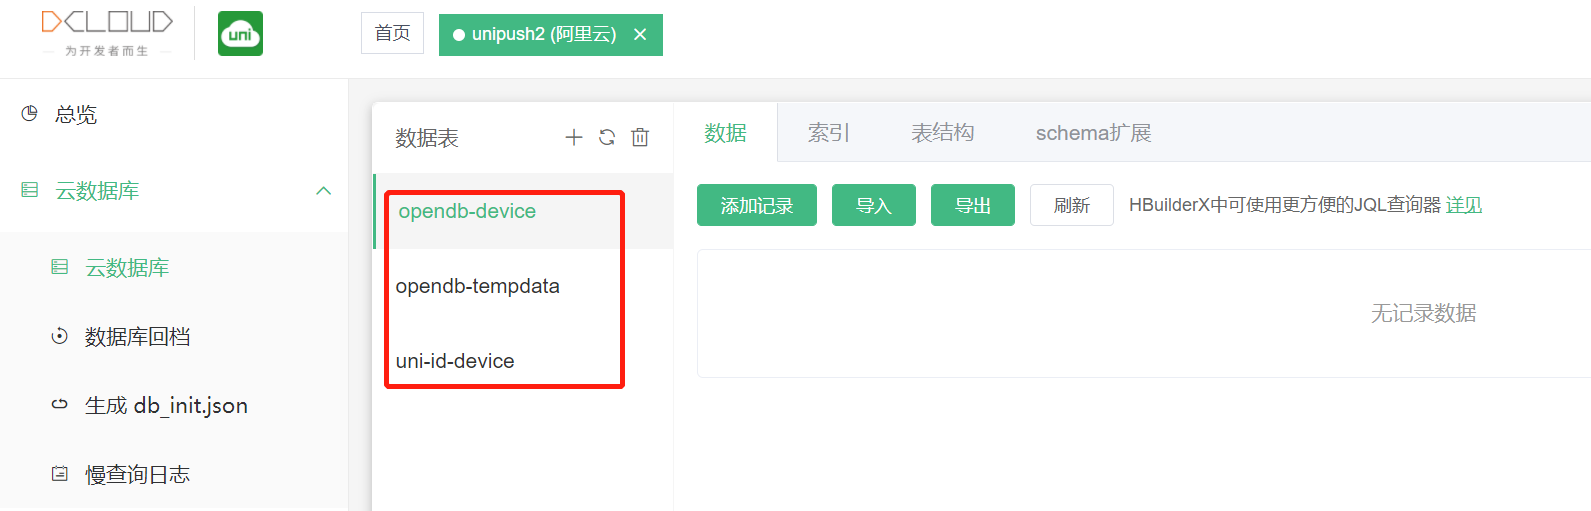 DCLOUD
为开发者而生
uni
首页
unipush2 (阿里云)
总览
云数据库
云数据库
数据库回档
生成 db_init.json
慢查询日志
数据表
opendb-device
opendb-tempdata
uni-id-device
数据 索引 表结构 schema扩展
添加记录 导入 导出 刷新 HBuilderX中可使用更方便的JQL查询器 详见
无记录数据